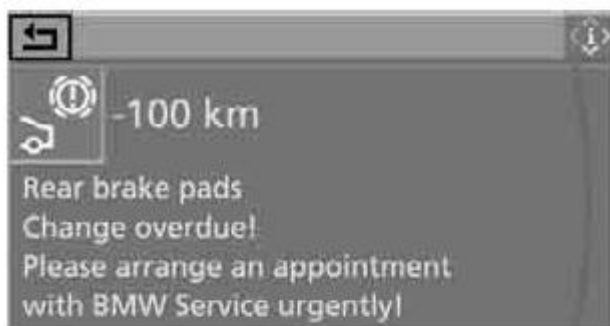 -100 km
Rear brake pads
Change overdue!
Please arrange an appointment
with BMW Service urgently!